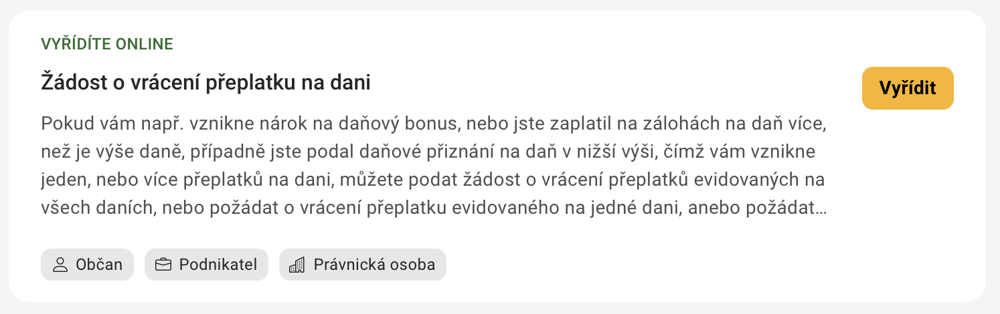 VYŘÍDÍTE ONLINE
Žádost o vrácení přeplatku na dani
Vyřídit
Pokud vám např. vznikne nárok na daňový bonus, nebo jste zaplatil na zálohách na daň více,
než je výše daně, případně jste podal daňové přiznání na daň v nižší výši, čímž vám vznikne
jeden, nebo více přeplatků na dani, můžete podat žádost o vrácení přeplatků evidovaných na
všech daních, nebo požádat o vrácení přeplatku evidovaného na jedné dani, anebo požádat…
Občan
Podnikatel
Právnická osoba